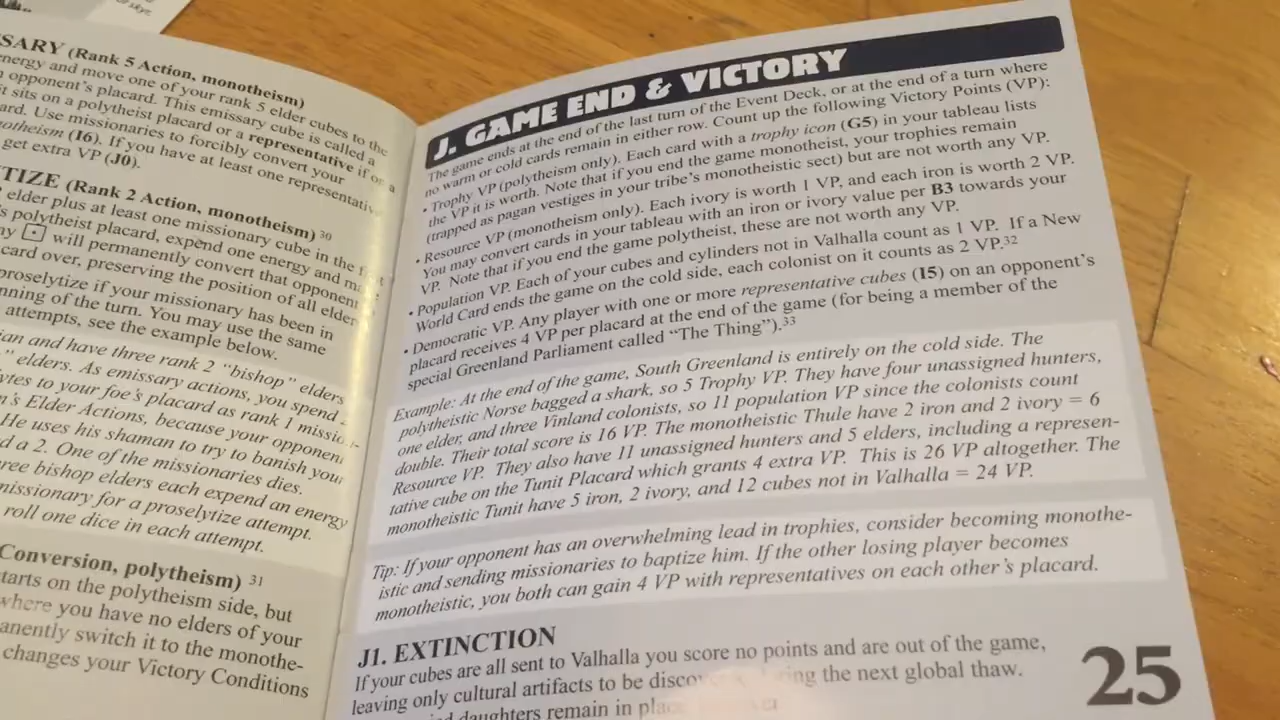 of skyr.
SARY (Rank 5 Action, monotheism)
nergy and move one of your rank 5 elder cubes to the
opponent's placard. This emissary cube is called a
it sits on a polytheist placard or a representative if on a
ard. Use missionaries to forcibly convert your
notheism (I6). If you have at least one representative
get extra VP (J0).
TIZE (Rank 2 Action, monotheism) 30
elder plus at least one missionary cube in the
's polytheist placard, expend one energy and
ny will permanently convert that opponent
card over, preserving the position of all elder
proselytize if your missionary has been in
nning of the turn. You may use the same
attempts, see the example below.
ian and have three rank 2 "bishop" elders
" elders. As emissary actions, you spend
lytes to your foe's placard as rank 1
n's Elder Actions, because your opponent
He uses his shaman to try to banish your
d a 2. One of the missionaries dies.
ree bishop elders each expend an energy
missionary for a proselytize attempt.
roll one dice in each attempt.
Conversion, polytheism) 31
starts on the polytheism side, but
where you have no elders of your
anently switch it to the monothe-
changes your Victory Conditions
J. GAME END & VICTORY
The game ends at the end of the last turn of the Event Deck, or at the end of a turn where
no warm or cold cards remain in either row. Count up the following Victory Points (VP):
• Trophy VP (polytheism only). Each card with a trophy icon (G5) in your tableau lists
the VP it is worth. Note that if you end the game monotheist, your trophies remain
(trapped as pagan vestiges in your tribe's monotheistic sect) but are not worth any VP.
• Resource VP (monotheism only). Each ivory is worth 1 VP, and each iron is worth 2 VP.
You may convert cards in your tableau with an iron or ivory value per B3 towards your
VP. Note that if you end the game polytheist, these are not worth any VP.
• Population VP. Each of your cubes and cylinders not in Valhalla count as 1 VP. If a New
World Card ends the game on the cold side, each colonist on it counts as 2 VP.32
• Democratic VP. Any player with one or more representative cubes (I5) on an opponent's
placard receives 4 VP per placard at the end of the game (for being a member of the
special Greenland Parliament called "The Thing").33
Example: At the end of the game, South Greenland is entirely on the cold side. The
polytheistic Norse bagged a shark, so 5 Trophy VP. They have four unassigned hunters,
one elder, and three Vinland colonists, so 11 population VP since the colonists count
double. Their total score is 16 VP. The monotheistic Thule have 2 iron and 2 ivory = 6
Resource VP. They also have 11 unassigned hunters and 5 elders, including a represen-
tative cube on the Tunit Placard which grants 4 extra VP. This is 26 VP altogether. The
monotheistic Tunit have 5 iron, 2 ivory, and 12 cubes not in Valhalla = 24 VP.
Tip: If your opponent has an overwhelming lead in trophies, consider becoming monothe-
istic and sending missionaries to baptize him. If the other losing player becomes
monotheistic, you both can gain 4 VP with representatives on each other's placard.
J1. EXTINCTION
If your cubes are all sent to Valhalla you score no points and are out of the game,
leaving only cultural artifacts to be the next global thaw.
daughters remain in
25